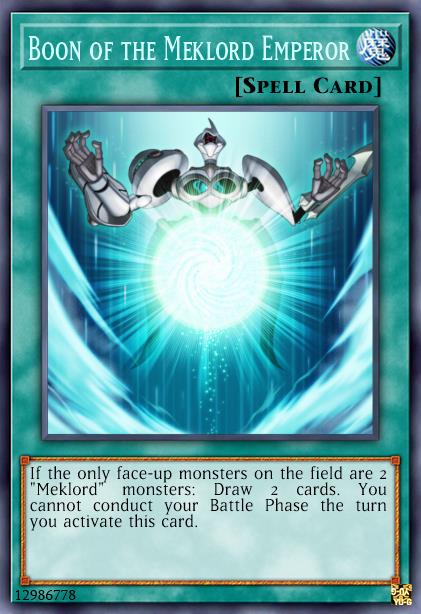 Boon of the Meklord Emperor 魔
[Spell Card]
If the only face-up monsters on the field are 2
"Meklord" monsters: Draw 2 cards. You
cannot conduct your Battle Phase the turn
you activate this card.
12986778